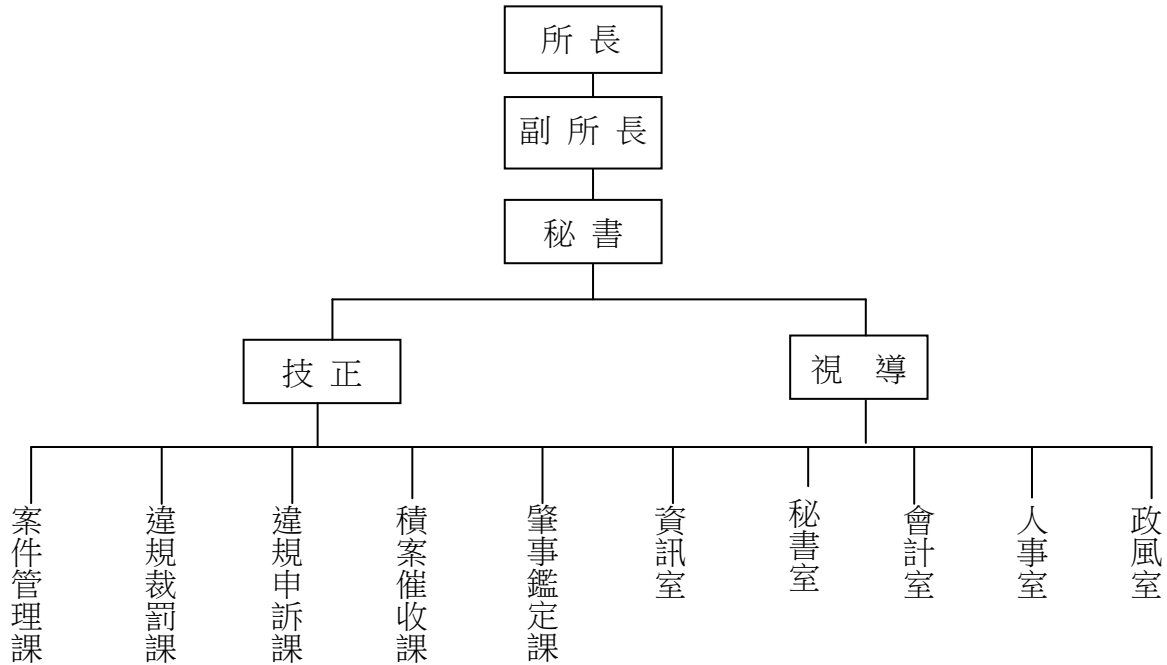 所 長
副 所 長
秘 書
技 正
視 導
案件管理課
違規裁罰課
違規申訴課
積案催收課
肇事鑑定課
資訊室
秘書室
會計室
人事室
政風室